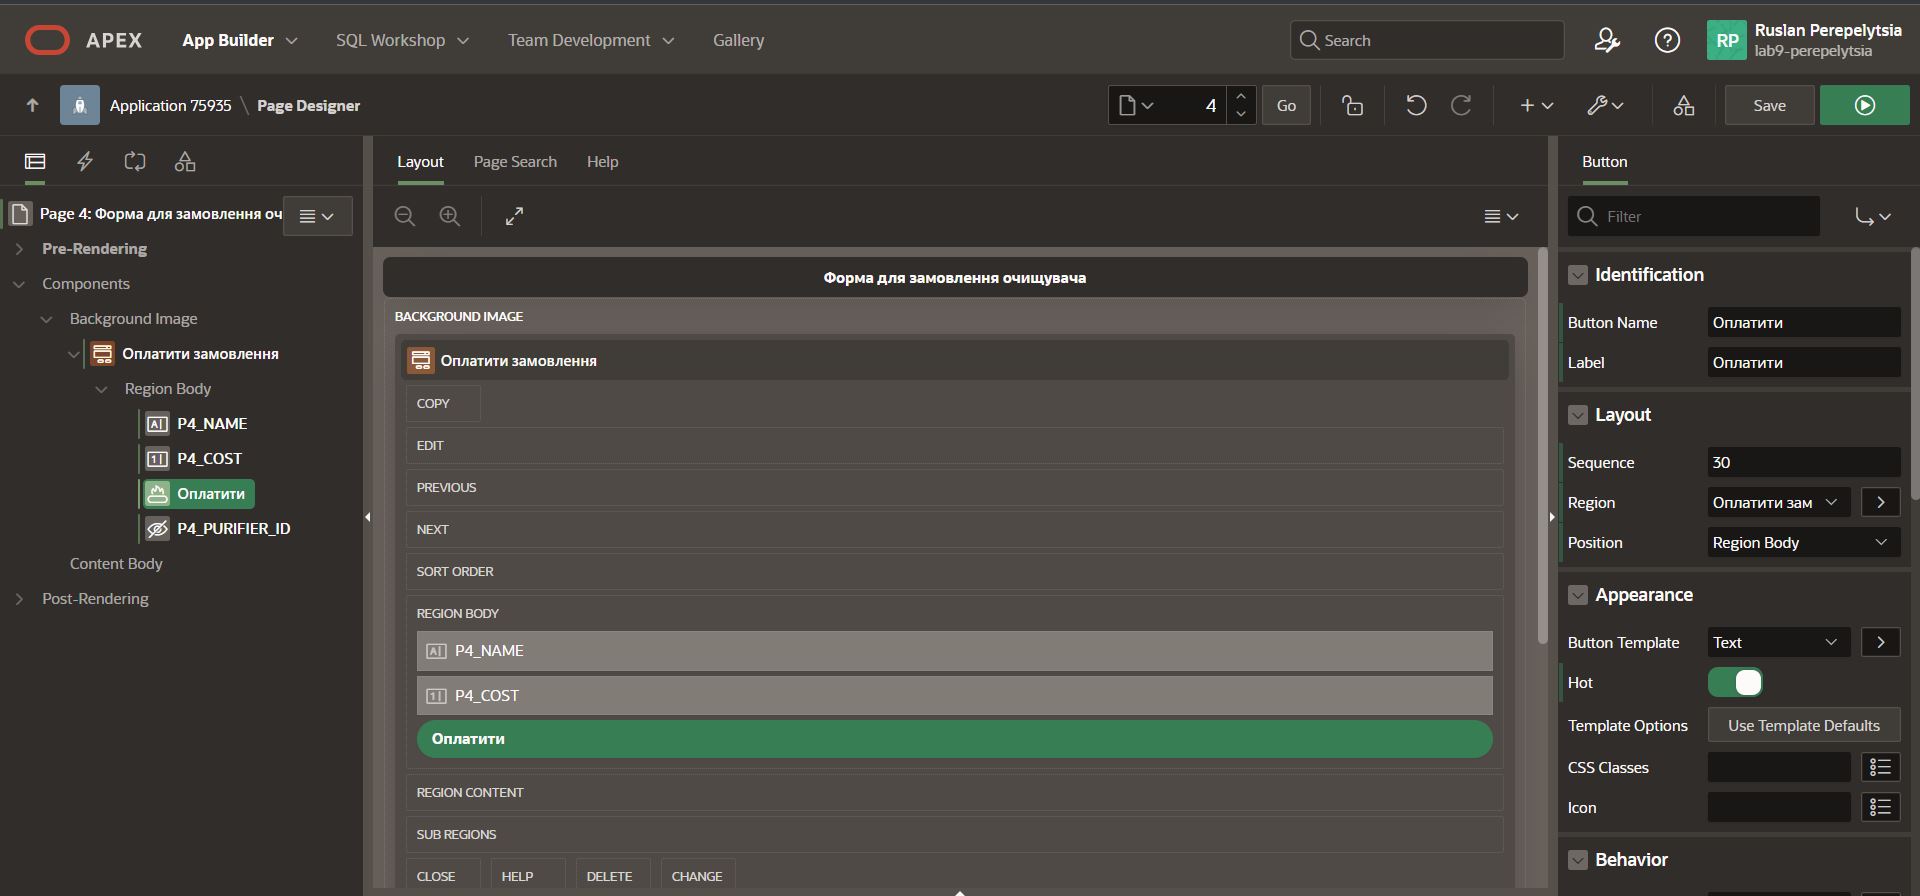 APEX App Builder SQL Workshop Team Development Gallery Search Ruslan Perepelytsia
RP lab9-perepelytsia
Application 75935 \ Page Designer 4 Go Save
Layout Page Search Help
Button
Page 4: Форма для замовлення оч
Pre-Rendering
Components
Background Image
Оплатити замовлення
Region Body
P4_NAME
P4_COST
Оплатити
P4_PURIFIER_ID
Content Body
Post-Rendering
Форма для замовлення очищувача
BACKGROUND IMAGE
Оплатити замовлення
COPY
EDIT
PREVIOUS
NEXT
SORT ORDER
REGION BODY
P4_NAME
P4_COST
Оплатити
REGION CONTENT
SUB REGIONS
CLOSE HELP DELETE CHANGE
Filter
Identification
Button Name Оплатити
Label Оплатити
Layout
Sequence 30
Region Оплатити зам
Position Region Body
Appearance
Button Template Text
Hot
Template Options Use Template Defaults
CSS Classes
Icon
Behavior